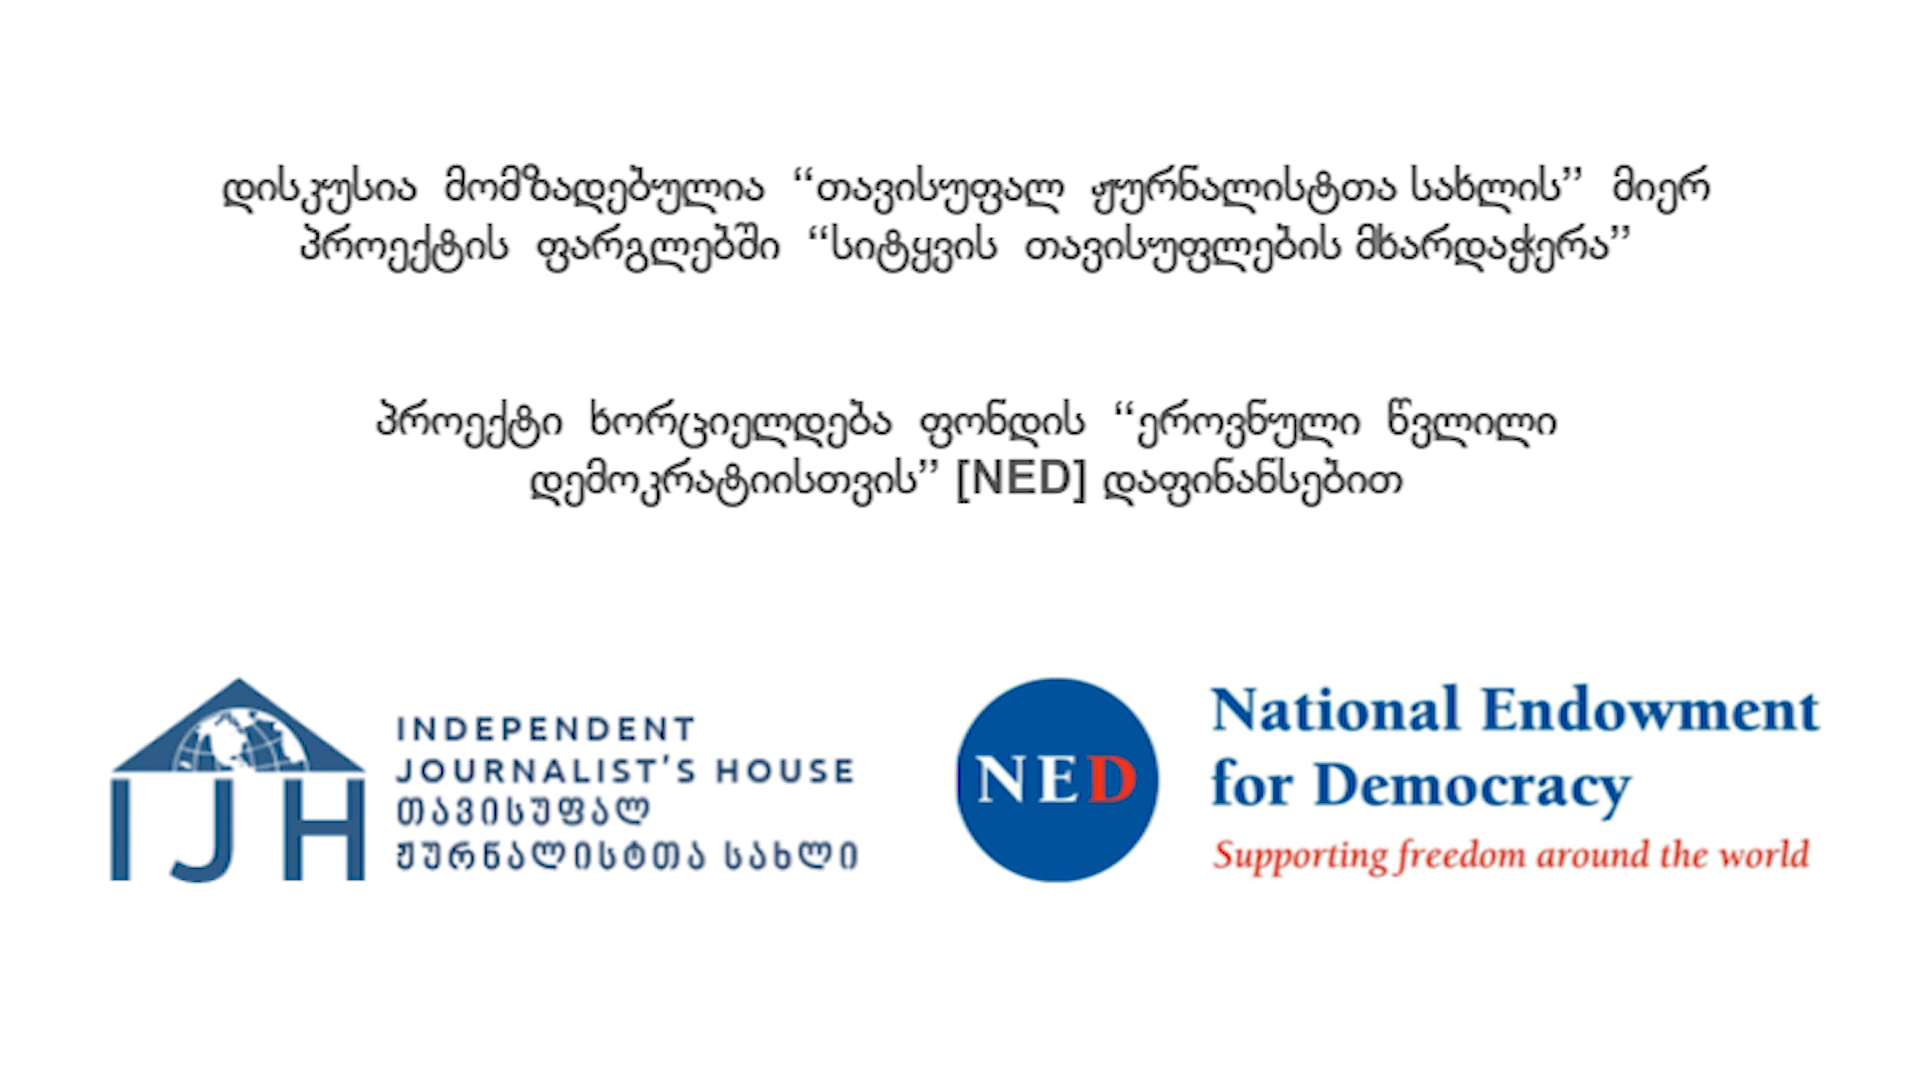 დისკუსია მომზადებულია “თავისუფალ ჟურნალისტთა სახლის” მიერ
პროექტის ფარგლებში “სიტყვის თავისუფლების მხარდაჭერა”
პროექტი ხორციელდება ფონდის “ეროვნული წვლილი
დემოკრატიისთვის” [NED] დაფინანსებით
IJH
INDEPENDENT
JOURNALIST'S HOUSE
თავისუფალ
ჟურნალისტთა სახლი
NED
National Endowment
for Democracy
Supporting freedom around the world